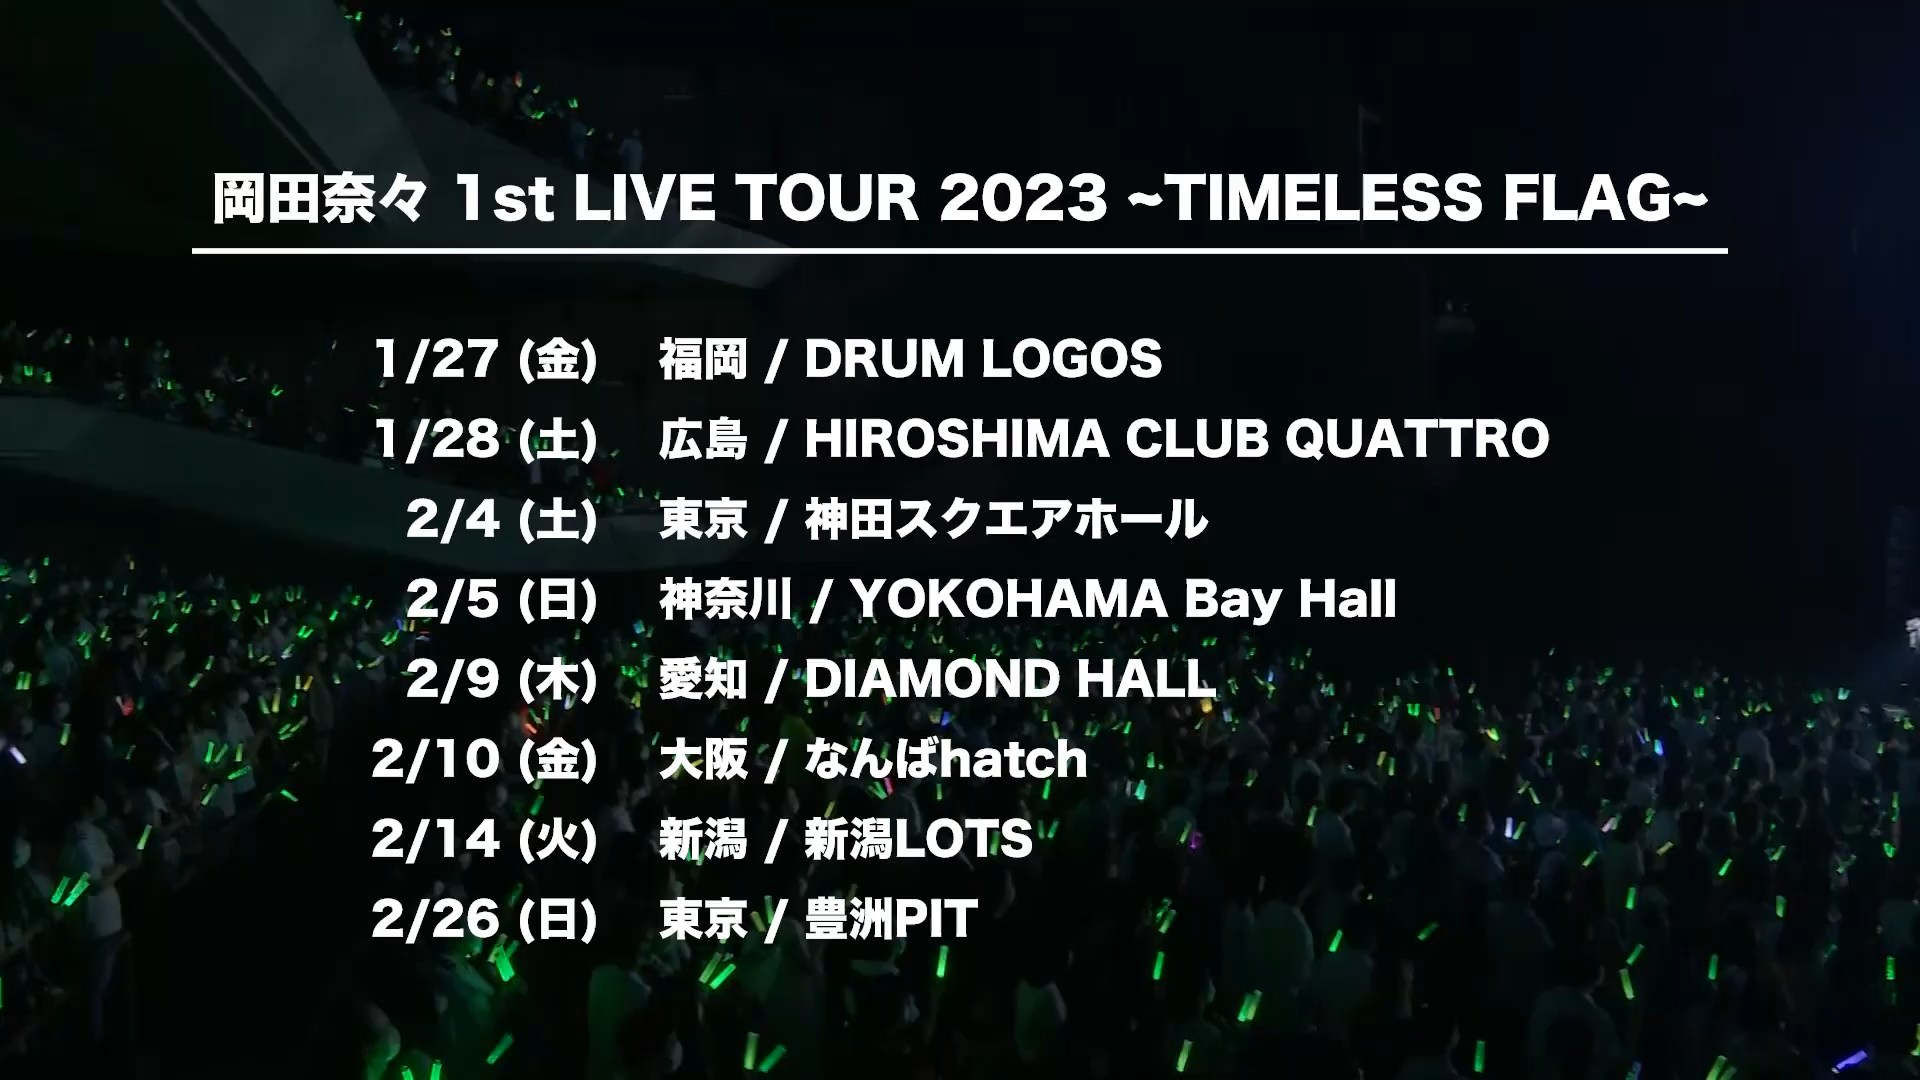 岡田奈々 1st LIVE TOUR 2023 ~TIMELESS FLAG~
1/27 (金) 福岡 / DRUM LOGOS
1/28 (土) 広島 / HIROSHIMA CLUB QUATTRO
2/4 (土) 東京 / 神田スクエアホール
2/5 (日) 神奈川 / YOKOHAMA Bay Hall
2/9 (木) 愛知 / DIAMOND HALL
2/10 (金) 大阪 / なんばhatch
2/14 (火) 新潟 / 新潟LOTS
2/26 (日) 東京 / 豊洲PIT